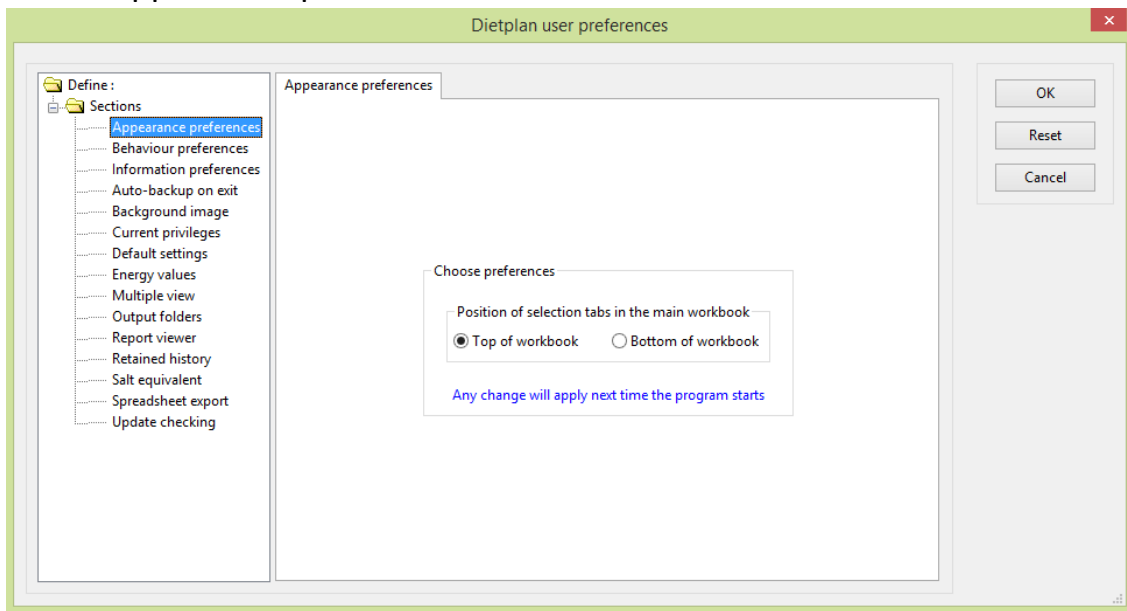 Dietplan user preferences
Define :
Sections
Appearance preferences
Behaviour preferences
Information preferences
Auto-backup on exit
Background image
Current privileges
Default settings
Energy values
Multiple view
Output folders
Report viewer
Retained history
Salt equivalent
Spreadsheet export
Update checking
Appearance preferences
Choose preferences
Position of selection tabs in the main workbook
Top of workbook Bottom of workbook
Any change will apply next time the program starts
OK
Reset
Cancel